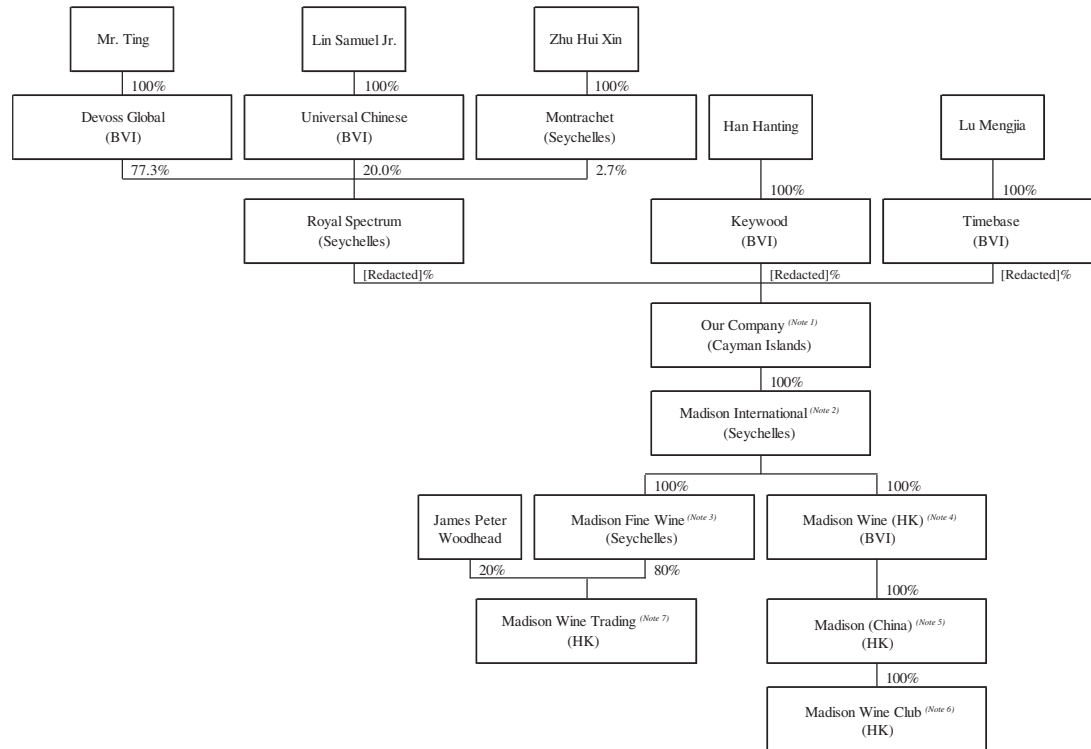 Mr. Ting
Lin Samuel Jr.
Zhu Hui Xin
100%
100%
100%
Devoss Global
(BVI)
Universal Chinese
(BVI)
Montrachet
(Seychelles)
Han Hanting
Lu Mengjia
77.3%
20.0%
2.7%
100%
100%
Royal Spectrum
(Seychelles)
Keywood
(BVI)
Timebase
(BVI)
[Redacted]%
[Redacted]%
[Redacted]%
Our Company (Note 1)
(Cayman Islands)
100%
Madison International (Note 2)
(Seychelles)
100%
100%
James Peter
Woodhead
Madison Fine Wine (Note 3)
(Seychelles)
Madison Wine (HK) (Note 4)
(BVI)
20%
80%
100%
Madison Wine Trading (Note 7)
(HK)
Madison (China) (Note 5)
(HK)
100%
Madison Wine Club (Note 6)
(HK)